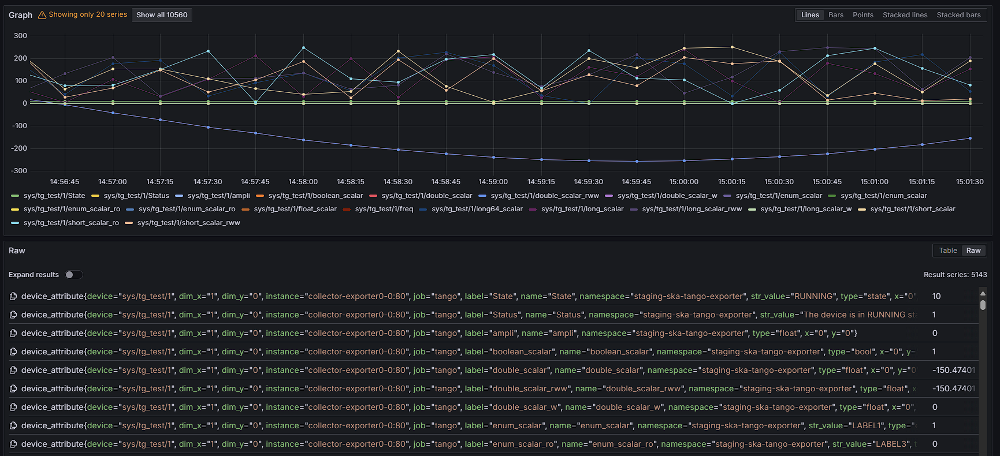 Graph Showing only 20 series Show all 10560 Lines Bars Points Stacked lines Stacked bars
300
200
100
0
-100
-200
-300
14:56:45 14:57:00 14:57:15 14:57:30 14:57:45 14:58:00 14:58:15 14:58:30 14:58:45 14:59:00 14:59:15 14:59:30 14:59:45 15:00:00 15:00:15 15:00:30 15:00:45 15:01:00 15:01:15 15:01:30
sys/tg_test/1/State sys/tg_test/1/Status sys/tg_test/1/ampli sys/tg_test/1/boolean_scalar sys/tg_test/1/double_scalar sys/tg_test/1/double_scalar_rww sys/tg_test/1/double_scalar_w sys/tg_test/1/enum_scalar sys/tg_test/1/enum_scalar
sys/tg_test/1/enum_scalar_ro sys/tg_test/1/enum_scalar_ro sys/tg_test/1/float_scalar sys/tg_test/1/freq sys/tg_test/1/long64_scalar sys/tg_test/1/long_scalar sys/tg_test/1/long_scalar_rww sys/tg_test/1/long_scalar_w sys/tg_test/1/short_scalar
sys/tg_test/1/short_scalar_ro sys/tg_test/1/short_scalar_rww
Raw Table Raw
Expand results Result series: 5143
device_attribute{device="sys/tg_test/1", dim_x="1", dim_y="0", instance="collector-exporter0-0:80", job="tango", label="State", name="State", namespace="staging-ska-tango-exporter", str_value="RUNNING", type="state", x="0" 10
device_attribute{device="sys/tg_test/1", dim_x="1", dim_y="0", instance="collector-exporter0-0:80", job="tango", label="Status", name="Status", namespace="staging-ska-tango-exporter", str_value="The device is in RUNNING sta 1
device_attribute{device="sys/tg_test/1", dim_x="1", dim_y="0", instance="collector-exporter0-0:80", job="tango", label="ampli", name="ampli", namespace="staging-ska-tango-exporter", type="float", x="0", y="0"} 0
device_attribute{device="sys/tg_test/1", dim_x="1", dim_y="0", instance="collector-exporter0-0:80", job="tango", label="boolean_scalar", name="boolean_scalar", namespace="staging-ska-tango-exporter", type="bool", x="0", y= 1
device_attribute{device="sys/tg_test/1", dim_x="1", dim_y="0", instance="collector-exporter0-0:80", job="tango", label="double_scalar", name="double_scalar", namespace="staging-ska-tango-exporter", type="float", x="0", y="0 -150.47401
device_attribute{device="sys/tg_test/1", dim_x="1", dim_y="0", instance="collector-exporter0-0:80", job="tango", label="double_scalar_rww", name="double_scalar_rww", namespace="staging-ska-tango-exporter", type="float", x -150.47401
device_attribute{device="sys/tg_test/1", dim_x="1", dim_y="0", instance="collector-exporter0-0:80", job="tango", label="double_scalar_w", name="double_scalar_w", namespace="staging-ska-tango-exporter", type="float", x="0", 0
device_attribute{device="sys/tg_test/1", dim_x="1", dim_y="0", instance="collector-exporter0-0:80", job="tango", label="enum_scalar", name="enum_scalar", namespace="staging-ska-tango-exporter", str_value="LABEL1", type=" 1
device_attribute{device="sys/tg_test/1", dim_x="1", dim_y="0", instance="collector-exporter0-0:80", job="tango", label="enum_scalar_ro", name="enum_scalar_ro", namespace="staging-ska-tango-exporter", str_value="LABEL3", t 0